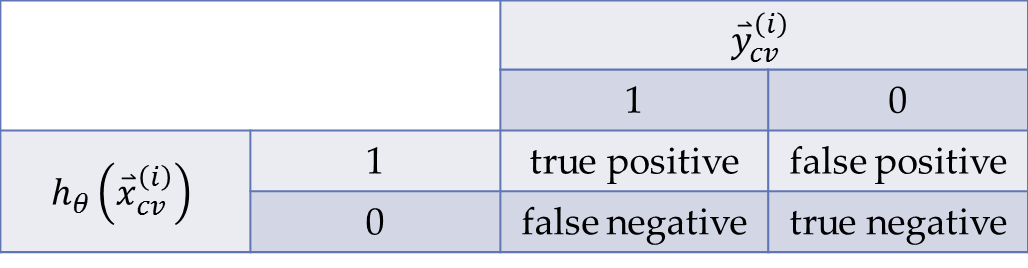 y⃗_cv^(i)
1 0
h_θ(x⃗_cv^(i)) 1 true positive false positive
0 false negative true negative